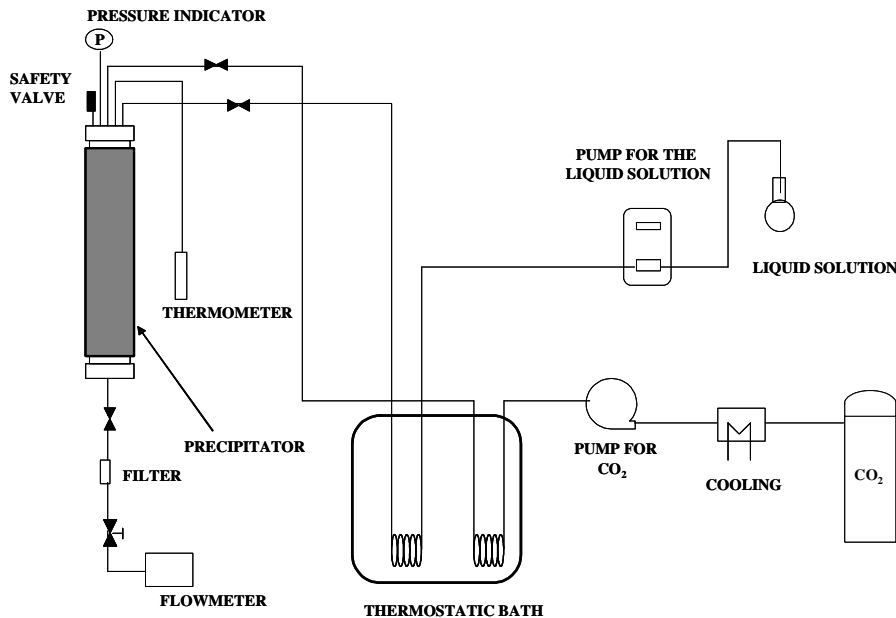 PRESSURE INDICATOR
P
SAFETY
VALVE
PUMP FOR THE
LIQUID SOLUTION
LIQUID SOLUTION
THERMOMETER
PRECIPITATOR
PUMP FOR
CO₂
COOLING
CO₂
FILTER
FLOWMETER
THERMOSTATIC BATH